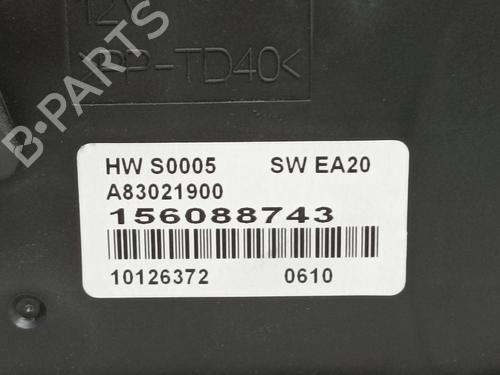 12V
>PP-TD40<
HW S0005 SW EA20
A83021900
156088743
10126372 0610
B-PARTS